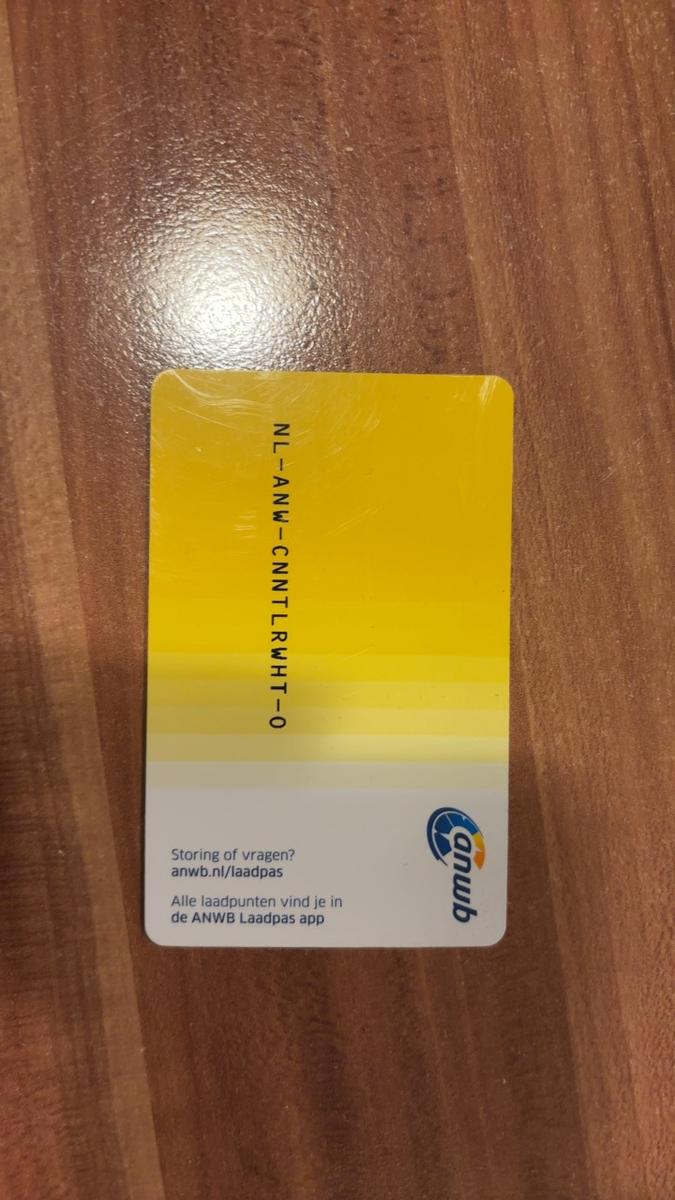 NL-ANW-CNNTLRWHT-O
anwb
Storing of vragen?
anwb.nl/laadpas
Alle laadpunten vind je in
de ANWB Laadpas app